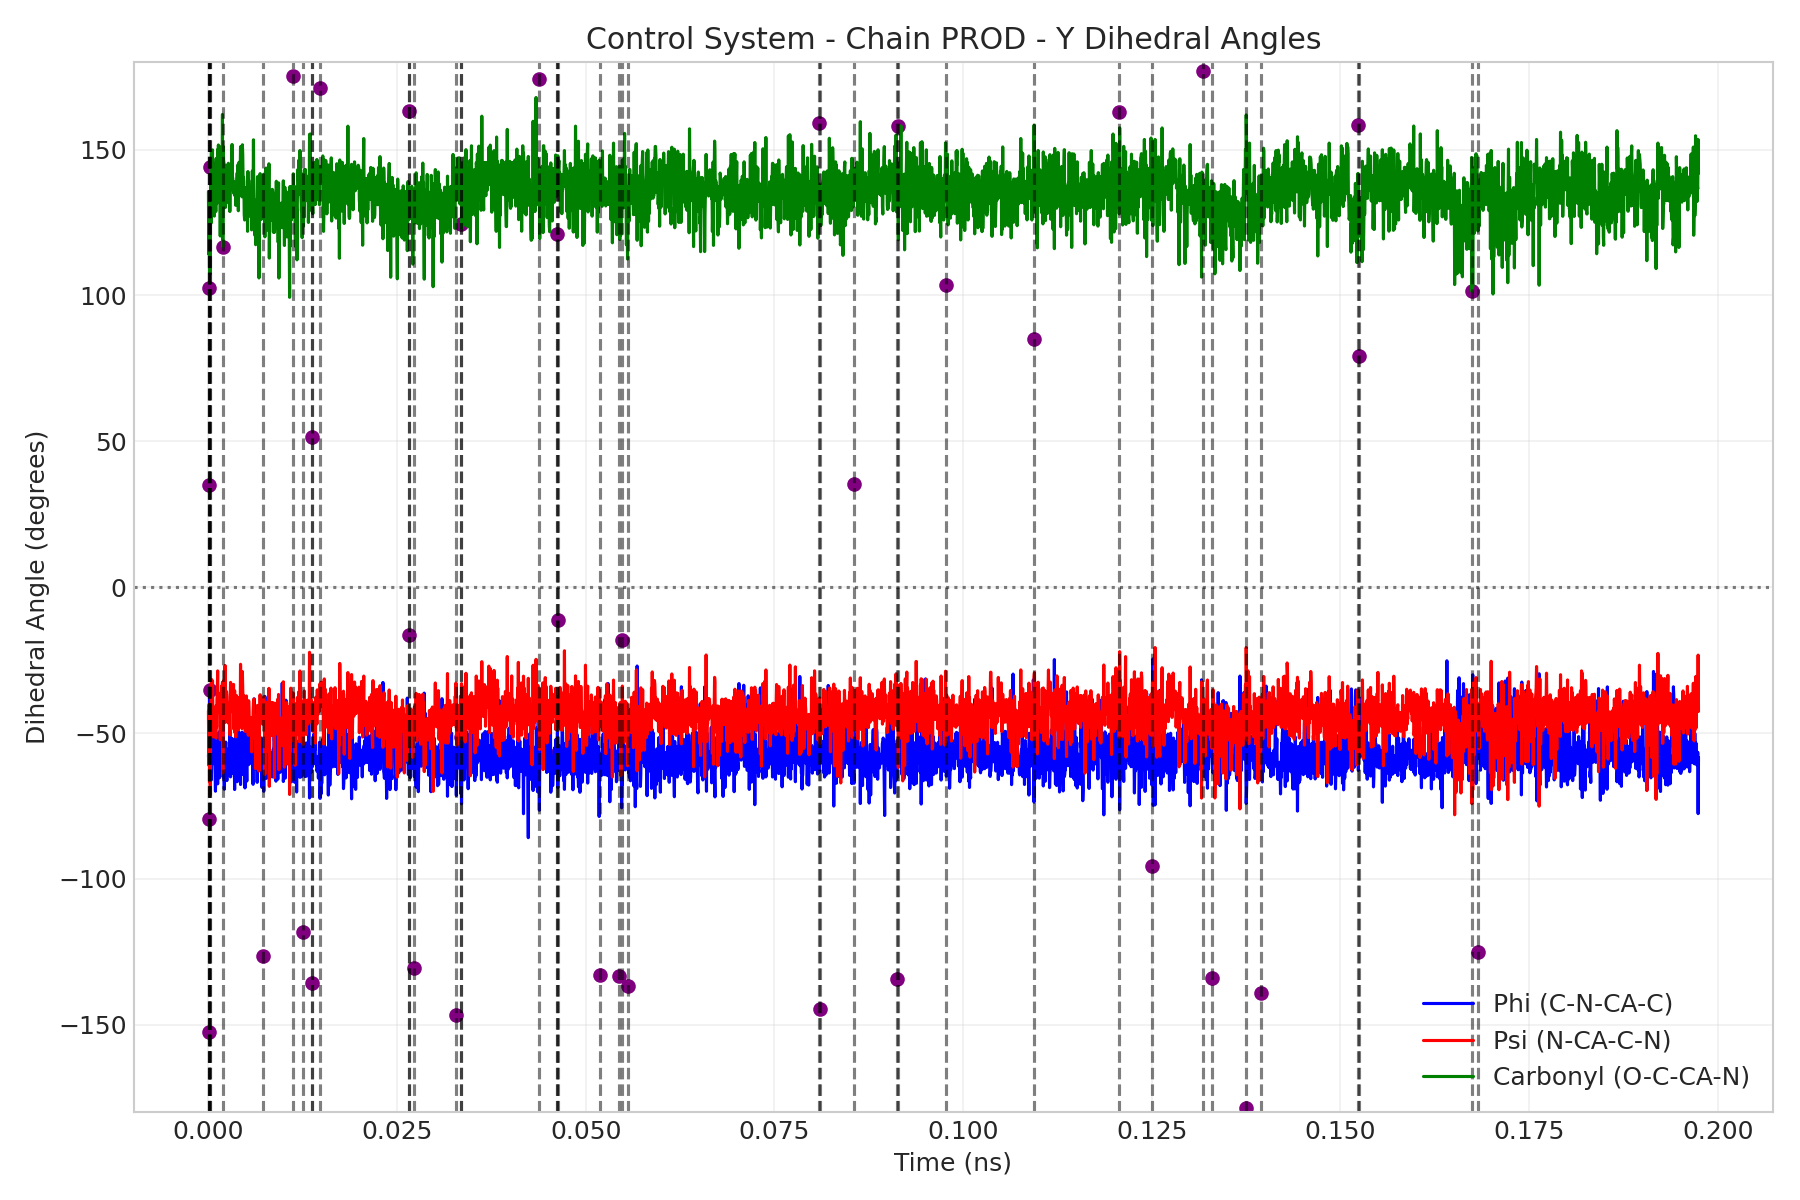 Control System - Chain PROD - Y Dihedral Angles
Dihedral Angle (degrees)
150
100
50
0
−50
−100
−150
Phi (C-N-CA-C)
Psi (N-CA-C-N)
Carbonyl (O-C-CA-N)
0.000 0.025 0.050 0.075 0.100 0.125 0.150 0.175 0.200
Time (ns)